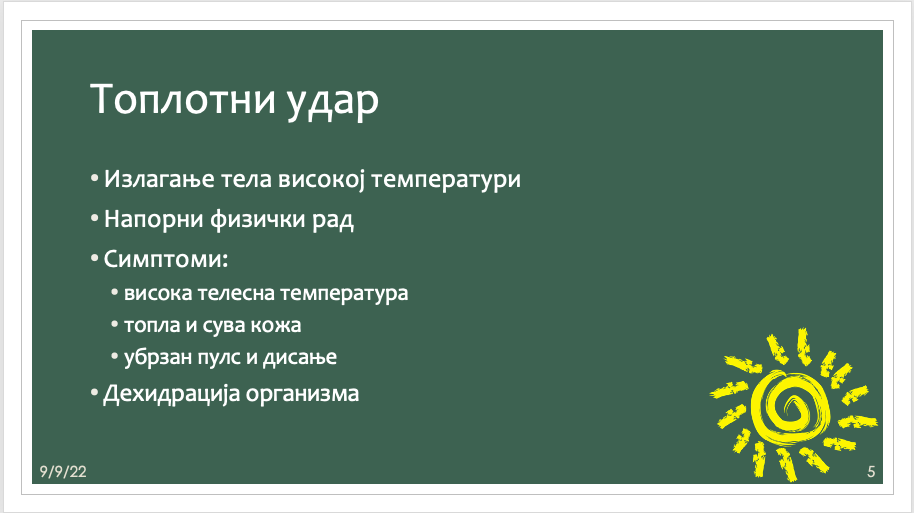 Топлотни удар
• Излагање тела високој температури
• Напорни физички рад
• Симптоми:
• висока телесна температура
• топла и сува кожа
• убрзан пулс и дисање
• Дехидрација организма
9/9/22
5